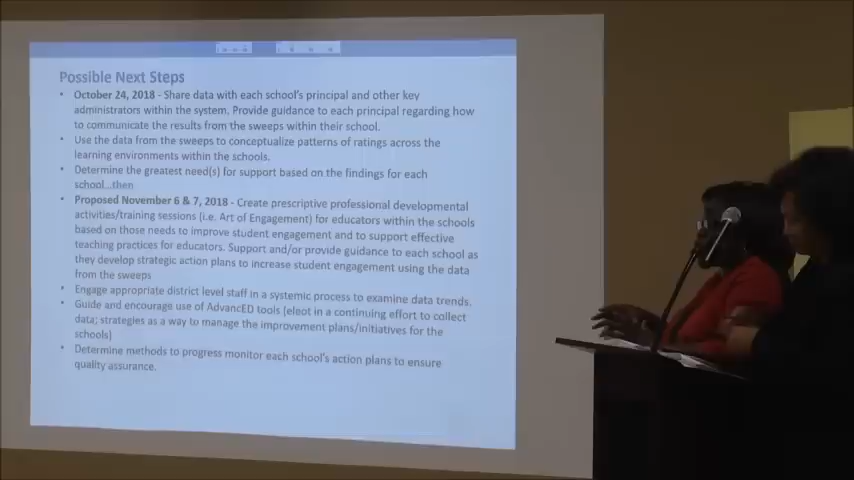 Possible Next Steps
• October 24, 2018 - Share data with each school's principal and other key
administrators within the system. Provide guidance to each principal regarding how
to communicate the results from the sweeps within their school.
• Use the data from the sweeps to conceptualize patterns of ratings across the
learning environments within the schools.
• Determine the greatest need(s) for support based on the findings for each
school...then
• Proposed November 6 & 7, 2018 - Create prescriptive professional developmental
activities/training sessions (i.e. Art of Engagement) for educators within the schools
based on those needs to improve student engagement and to support effective
teaching practices for educators. Support and/or provide guidance to each school as
they develop strategic action plans to increase student engagement using the data
from the sweeps
• Engage appropriate district level staff in a systemic process to examine data trends.
• Guide and encourage use of AdvancED tools (eleot in a continuing effort to collect
data; strategies as a way to manage the improvement plans/initiatives for the
schools)
• Determine methods to progress monitor each school's action plans to ensure
quality assurance.